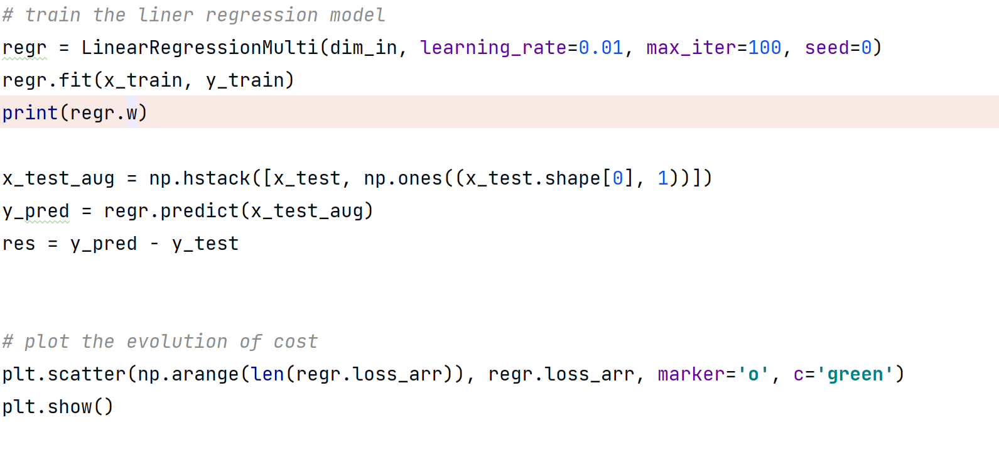 # train the liner regression model
regr = LinearRegressionMulti(dim_in, learning_rate=0.01, max_iter=100, seed=0)
regr.fit(x_train, y_train)
print(regr.w)
x_test_aug = np.hstack([x_test, np.ones((x_test.shape[0], 1))])
y_pred = regr.predict(x_test_aug)
res = y_pred - y_test
# plot the evolution of cost
plt.scatter(np.arange(len(regr.loss_arr)), regr.loss_arr, marker='o', c='green')
plt.show()